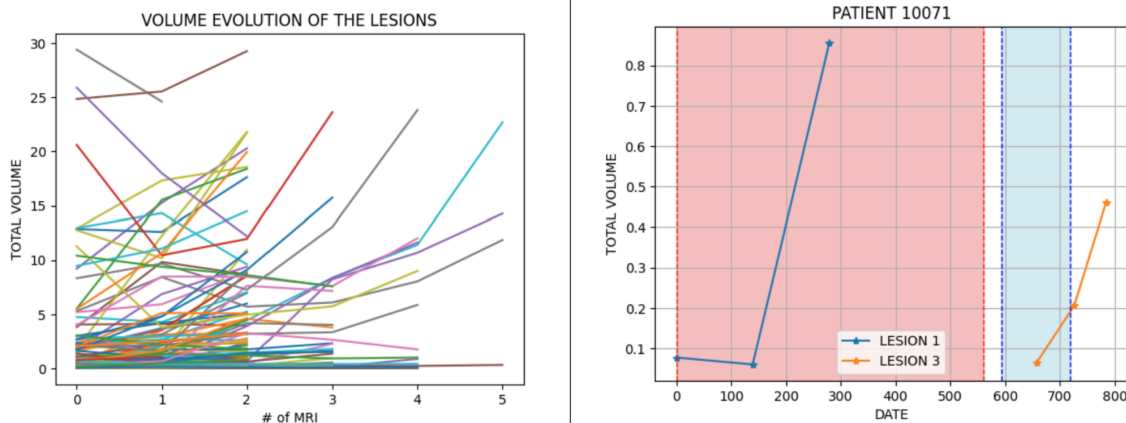 VOLUME EVOLUTION OF THE LESIONS
30
25
20
15
10
5
0
TOTAL VOLUME
0 1 2 3 4 5
# of MRI
PATIENT 10071
0.8
0.7
0.6
0.5
0.4
0.3
0.2
0.1
TOTAL VOLUME
LESION 1
LESION 3
0 100 200 300 400 500 600 700 800
DATE